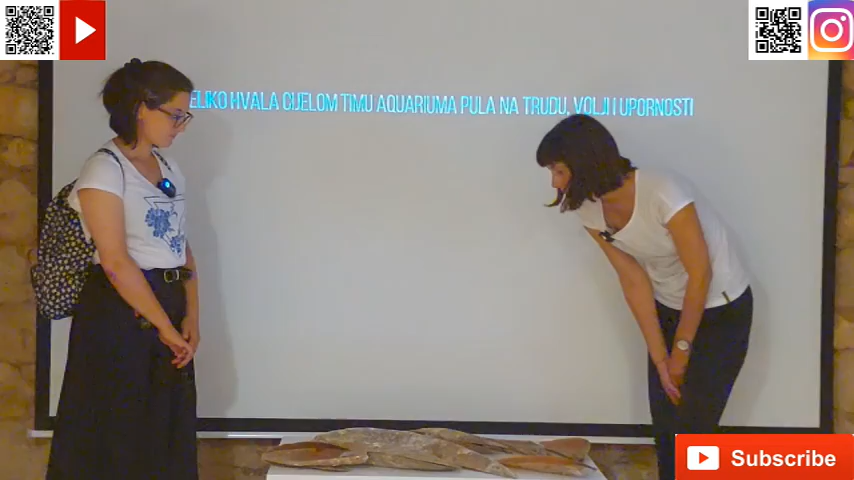 ELIKO HVALA CIJELOM TIMU AQUARIUMA PULA NA TRUDU, VOLJI I UPORNOSTI
Subscribe